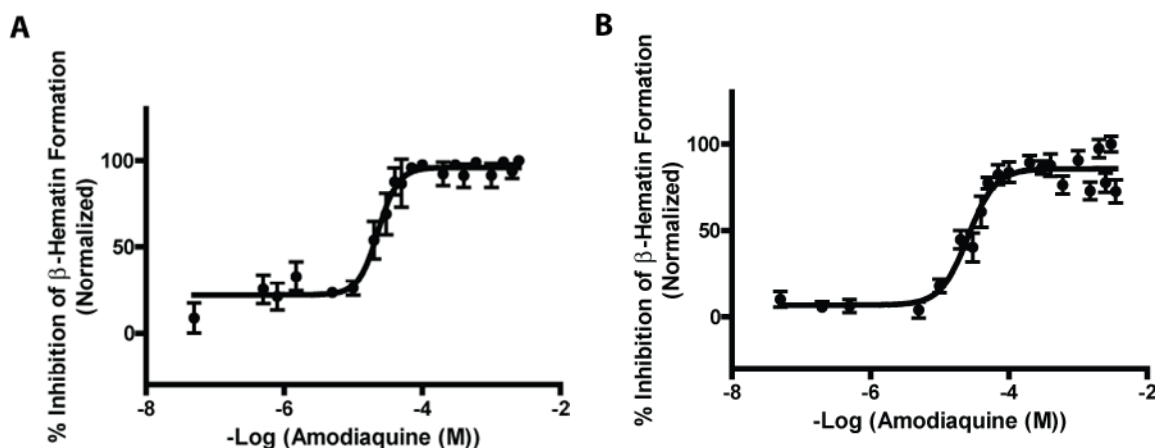 A
% Inhibition of β-Hematin Formation
(Normalized)
100
50
0
-8
-6
-4
-2
-Log (Amodiaquine (M))
B
% Inhibition of β-Hematin Formation
(Normalized)
100
50
0
-8
-6
-4
-2
-Log (Amodiaquine (M))